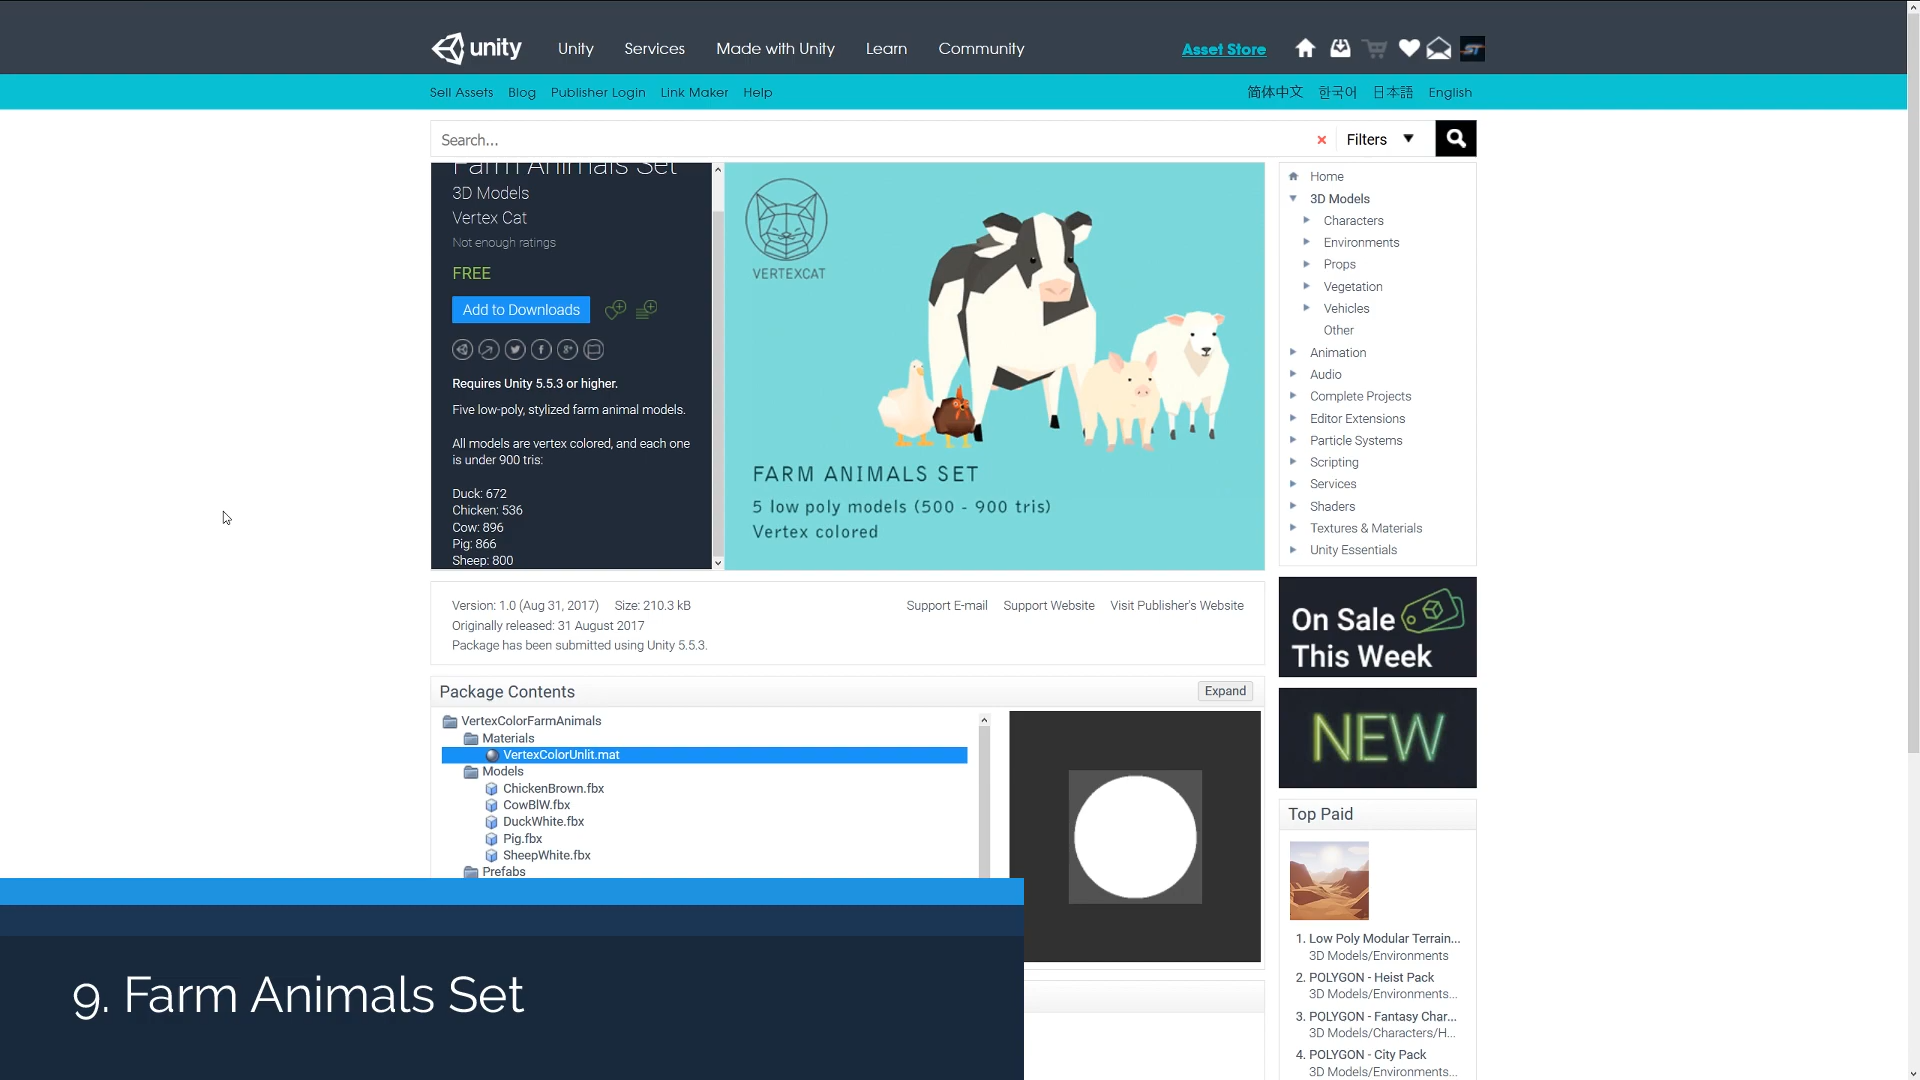 unity
Unity Services Made with Unity Learn Community
Asset Store
ST
Sell Assets Blog Publisher Login Link Maker Help
简体中文 한국어 日本語 English
Search...
Filters
Farm Animals Set
3D Models
Vertex Cat
Not enough ratings
FREE
Add to Downloads
Requires Unity 5.5.3 or higher.
Five low-poly, stylized farm animal models.
All models are vertex colored, and each one
is under 900 tris:
Duck: 672
Chicken: 536
Cow: 896
Pig: 866
Sheep: 800
VERTEXCAT
FARM ANIMALS SET
5 low poly models (500 - 900 tris)
Vertex colored
Home
3D Models
Characters
Environments
Props
Vegetation
Vehicles
Other
Animation
Audio
Complete Projects
Editor Extensions
Particle Systems
Scripting
Services
Shaders
Textures & Materials
Unity Essentials
Version: 1.0 (Aug 31, 2017) Size: 210.3 kB
Originally released: 31 August 2017
Package has been submitted using Unity 5.5.3.
Support E-mail Support Website Visit Publisher's Website
On Sale
This Week
NEW
Package Contents
Expand
VertexColorFarmAnimals
Materials
VertexColorUnlit.mat
Models
ChickenBrown.fbx
CowBlW.fbx
DuckWhite.fbx
Pig.fbx
SheepWhite.fbx
Prefabs
Top Paid
1. Low Poly Modular Terrain...
3D Models/Environments
2. POLYGON - Heist Pack
3D Models/Environments...
3. POLYGON - Fantasy Char...
3D Models/Characters/H...
4. POLYGON - City Pack
3D Models/Environments...
9. Farm Animals Set